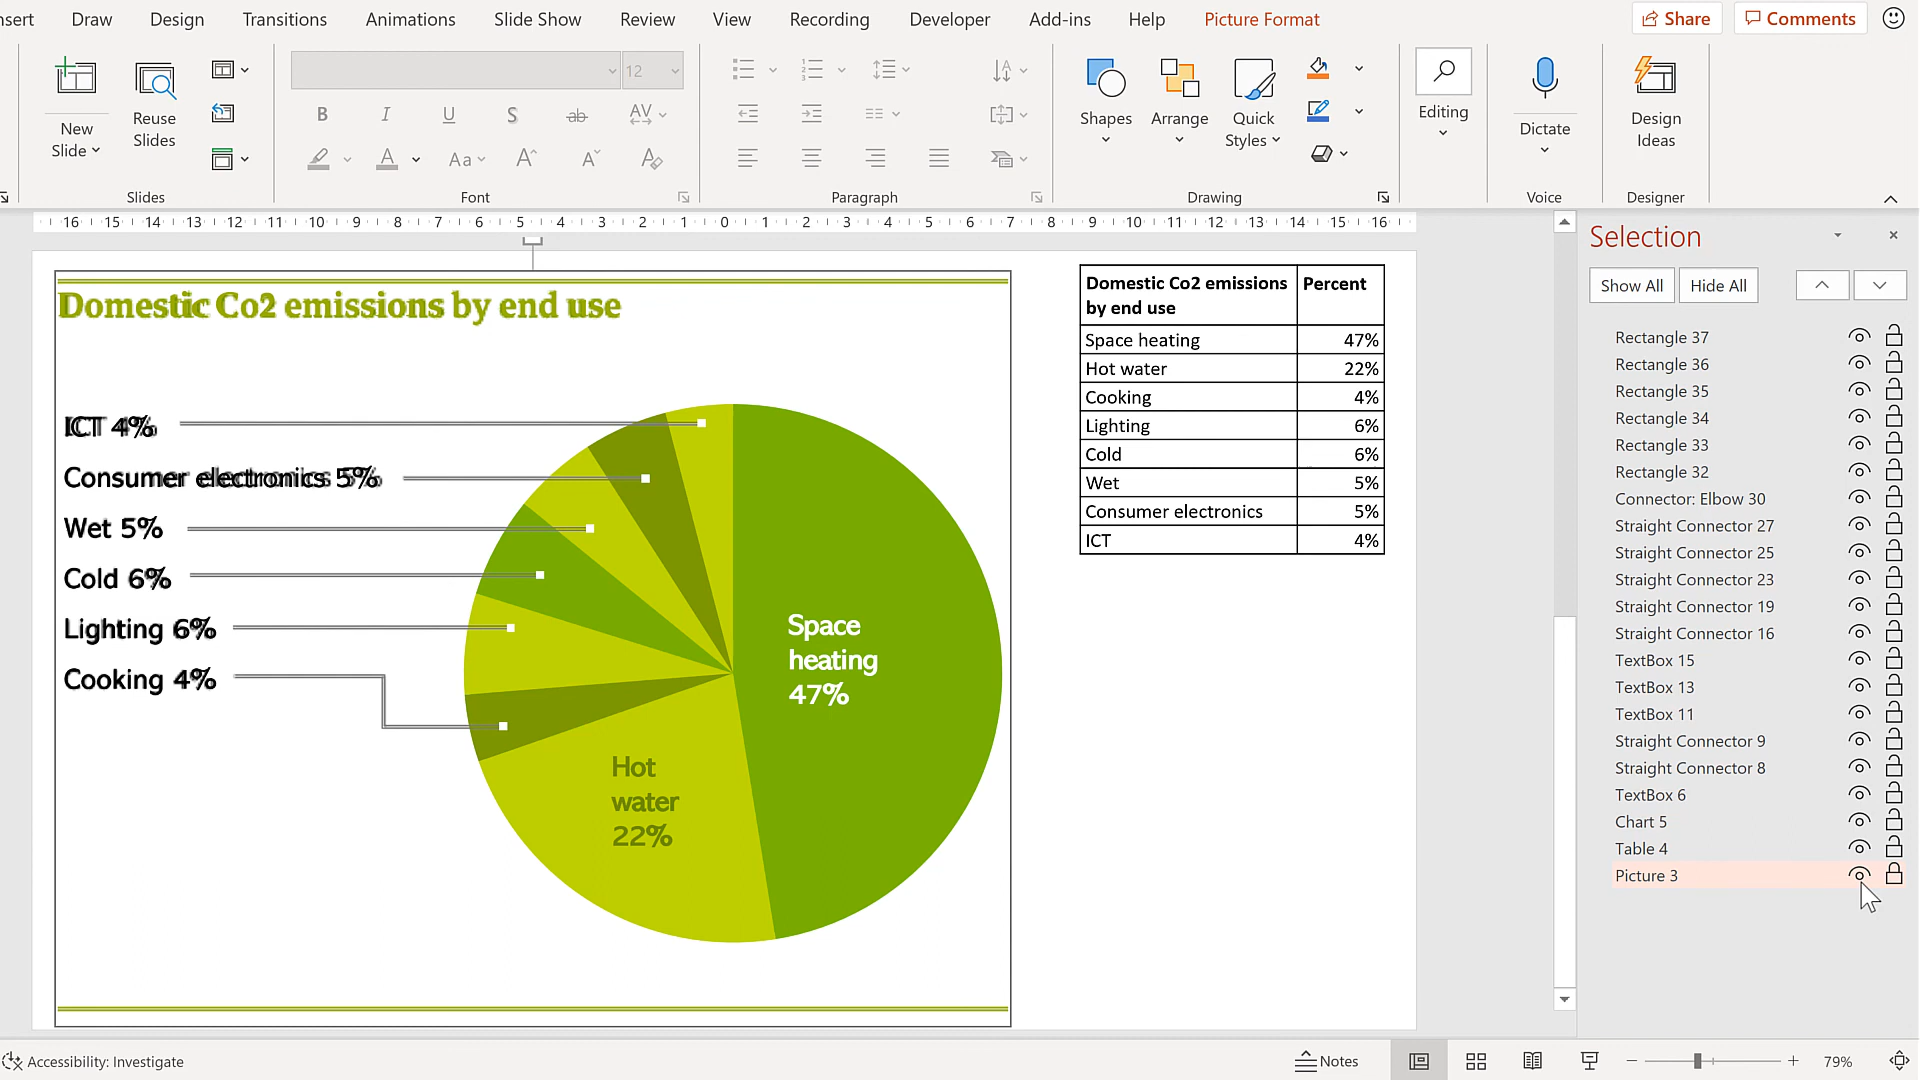 nsert Draw Design Transitions Animations Slide Show Review View Recording Developer Add-ins Help Picture Format Share Comments
New
Slide
Reuse
Slides
Slides
12
B I U S ab AV
A Aa A A A
Font
Paragraph
Shapes
Arrange
Quick
Styles
Drawing
Editing
Dictate
Voice
Design
Ideas
Designer
16 15 14 13 12 11 10 9 8 7 6 5 4 3 2 1 0 1 2 3 4 5 6 7 8 9 10 11 12 13 14 15 16
Domestic Co2 emissions by end use
ICT 4%
Consumer electronics 5%
Wet 5%
Cold 6%
Lighting 6%
Cooking 4%
Space
heating
47%
Hot
water
22%
Domestic Co2 emissions
by end use
Percent
Space heating 47%
Hot water 22%
Cooking 4%
Lighting 6%
Cold 6%
Wet 5%
Consumer electronics 5%
ICT 4%
Selection
Show All Hide All
Rectangle 37
Rectangle 36
Rectangle 35
Rectangle 34
Rectangle 33
Rectangle 32
Connector: Elbow 30
Straight Connector 27
Straight Connector 25
Straight Connector 23
Straight Connector 19
Straight Connector 16
TextBox 15
TextBox 13
TextBox 11
Straight Connector 9
Straight Connector 8
TextBox 6
Chart 5
Table 4
Picture 3
Accessibility: Investigate
Notes
79%